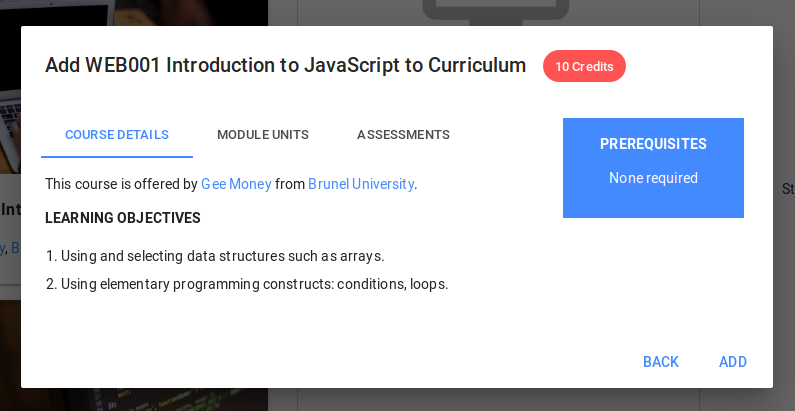 Add WEB001 Introduction to JavaScript to Curriculum
10 Credits
COURSE DETAILS
MODULE UNITS
ASSESSMENTS
This course is offered by Gee Money from Brunel University.
LEARNING OBJECTIVES
1. Using and selecting data structures such as arrays.
2. Using elementary programming constructs: conditions, loops.
PREREQUISITES
None required
BACK
ADD